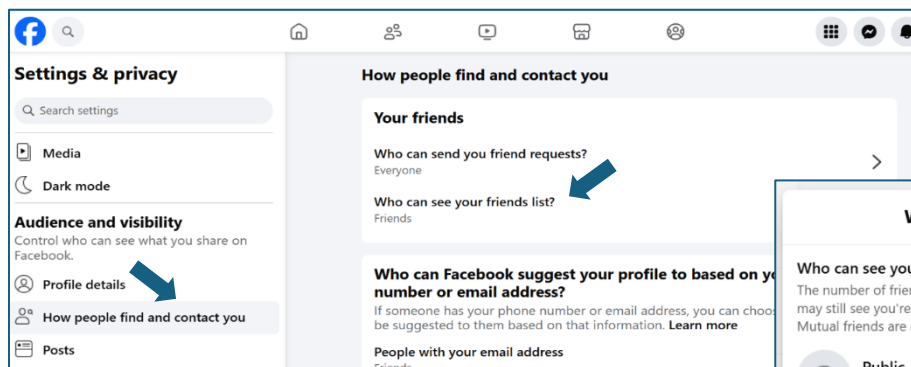 Settings & privacy
Search settings
Media
Dark mode
Audience and visibility
Control who can see what you share on
Facebook.
Profile details
How people find and contact you
Posts
How people find and contact you
Your friends
Who can send you friend requests?
Everyone
Who can see your friends list?
Friends
Who can Facebook suggest your profile to based on
number or email address?
If someone has your phone number or email address, you can
be suggested to them based on that information. Learn more
People with your email address
Friends
Who can see
The number of
may still see you're
Mutual friends are
Public